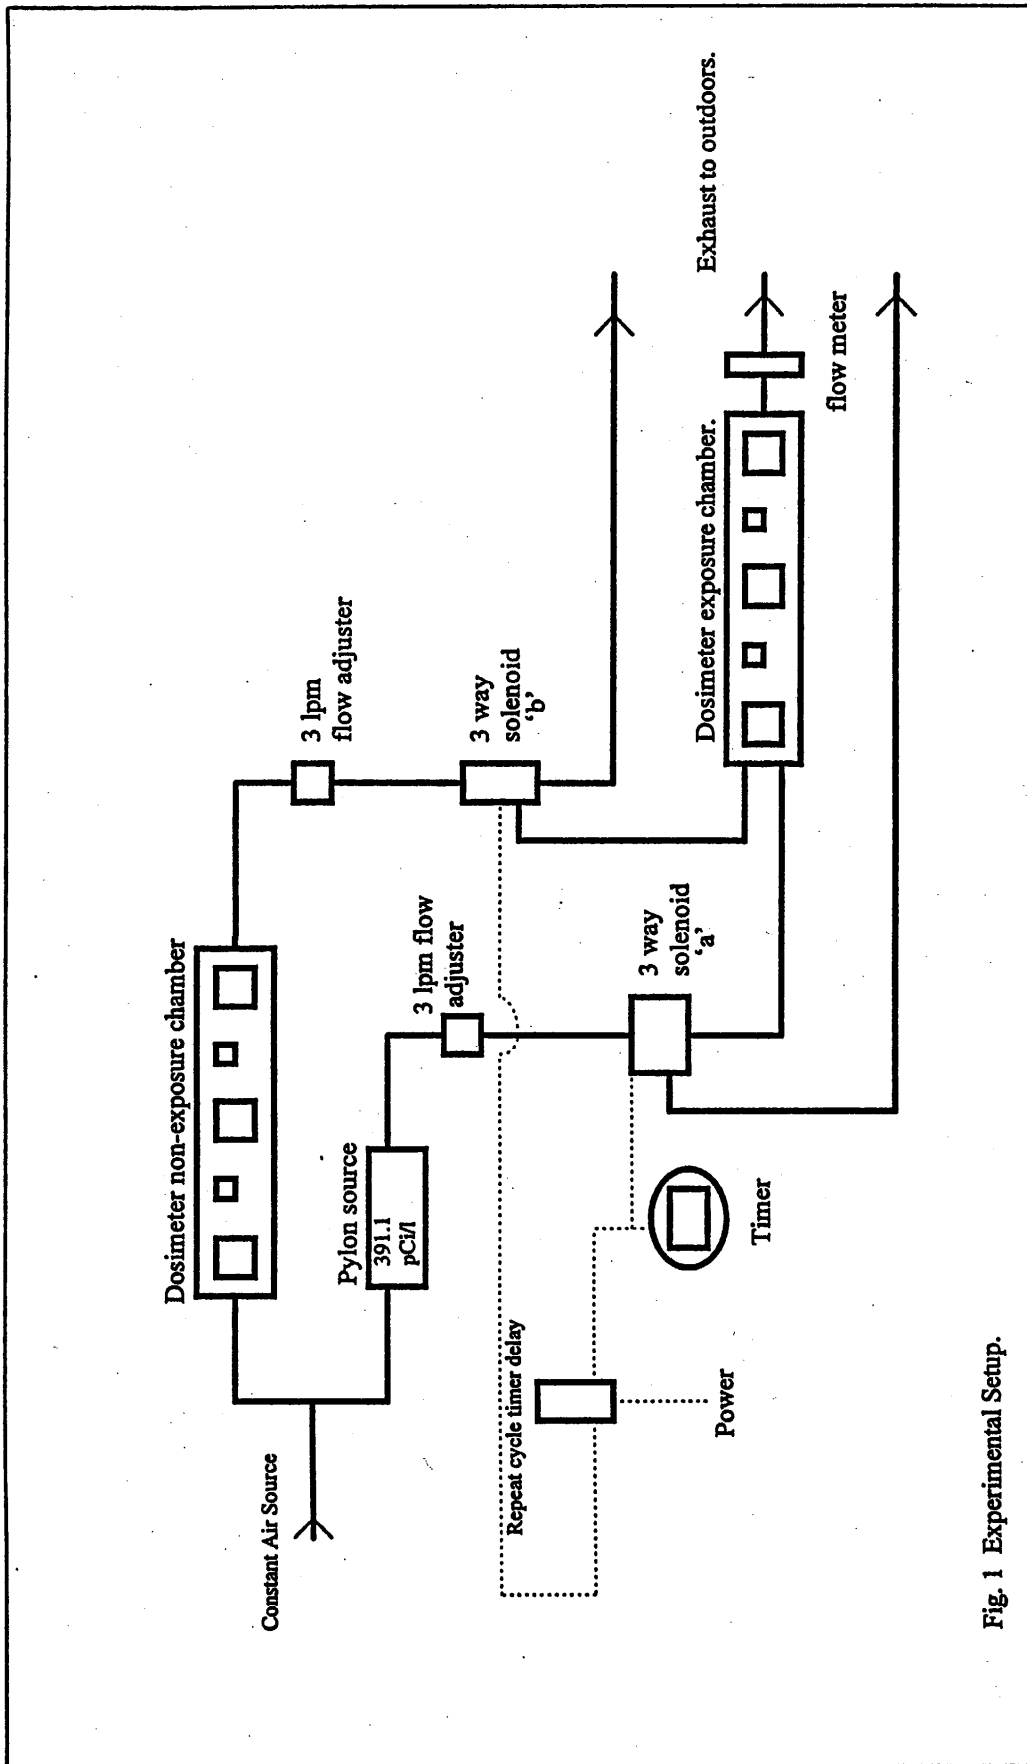 Constant Air Source
Dosimeter non-exposure chamber
Pylon source
391.1
pCi/l
3 lpm
flow adjuster
3 lpm flow
adjuster
3 way
solenoid
‘b’
3 way
solenoid
‘a’
Repeat cycle timer delay
Power
Timer
Dosimeter exposure chamber.
flow meter
Exhaust to outdoors.
Fig. 1 Experimental Setup.